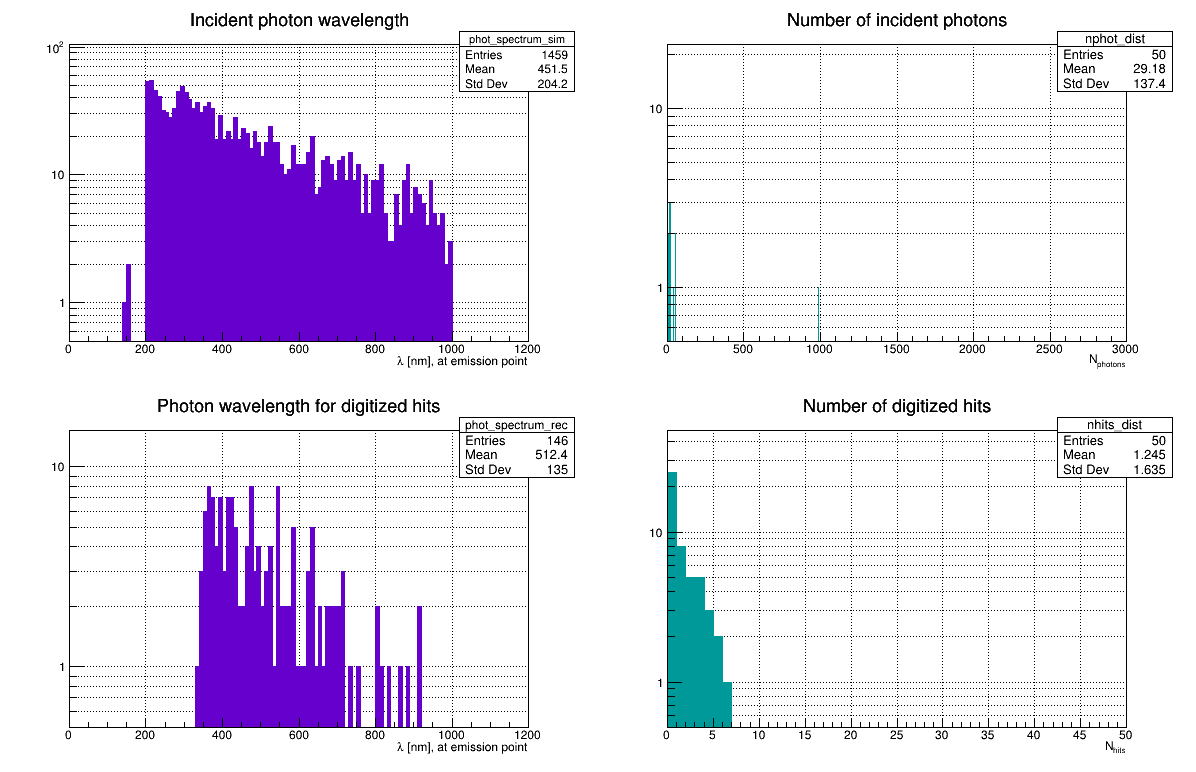 Incident photon wavelength
phot_spectrum_sim
Entries 1459
Mean 451.5
Std Dev 204.2
10²
10
1
0 200 400 600 800 1000 1200
λ [nm], at emission point
Number of incident photons
nphot_dist
Entries 50
Mean 29.18
Std Dev 137.4
10
1
0 500 1000 1500 2000 2500 3000
Nphotons
Photon wavelength for digitized hits
phot_spectrum_rec
Entries 146
Mean 512.4
Std Dev 135
10
1
0 200 400 600 800 1000 1200
λ [nm], at emission point
Number of digitized hits
nhits_dist
Entries 50
Mean 1.245
Std Dev 1.635
10
1
0 5 10 15 20 25 30 35 40 45 50
Nhits